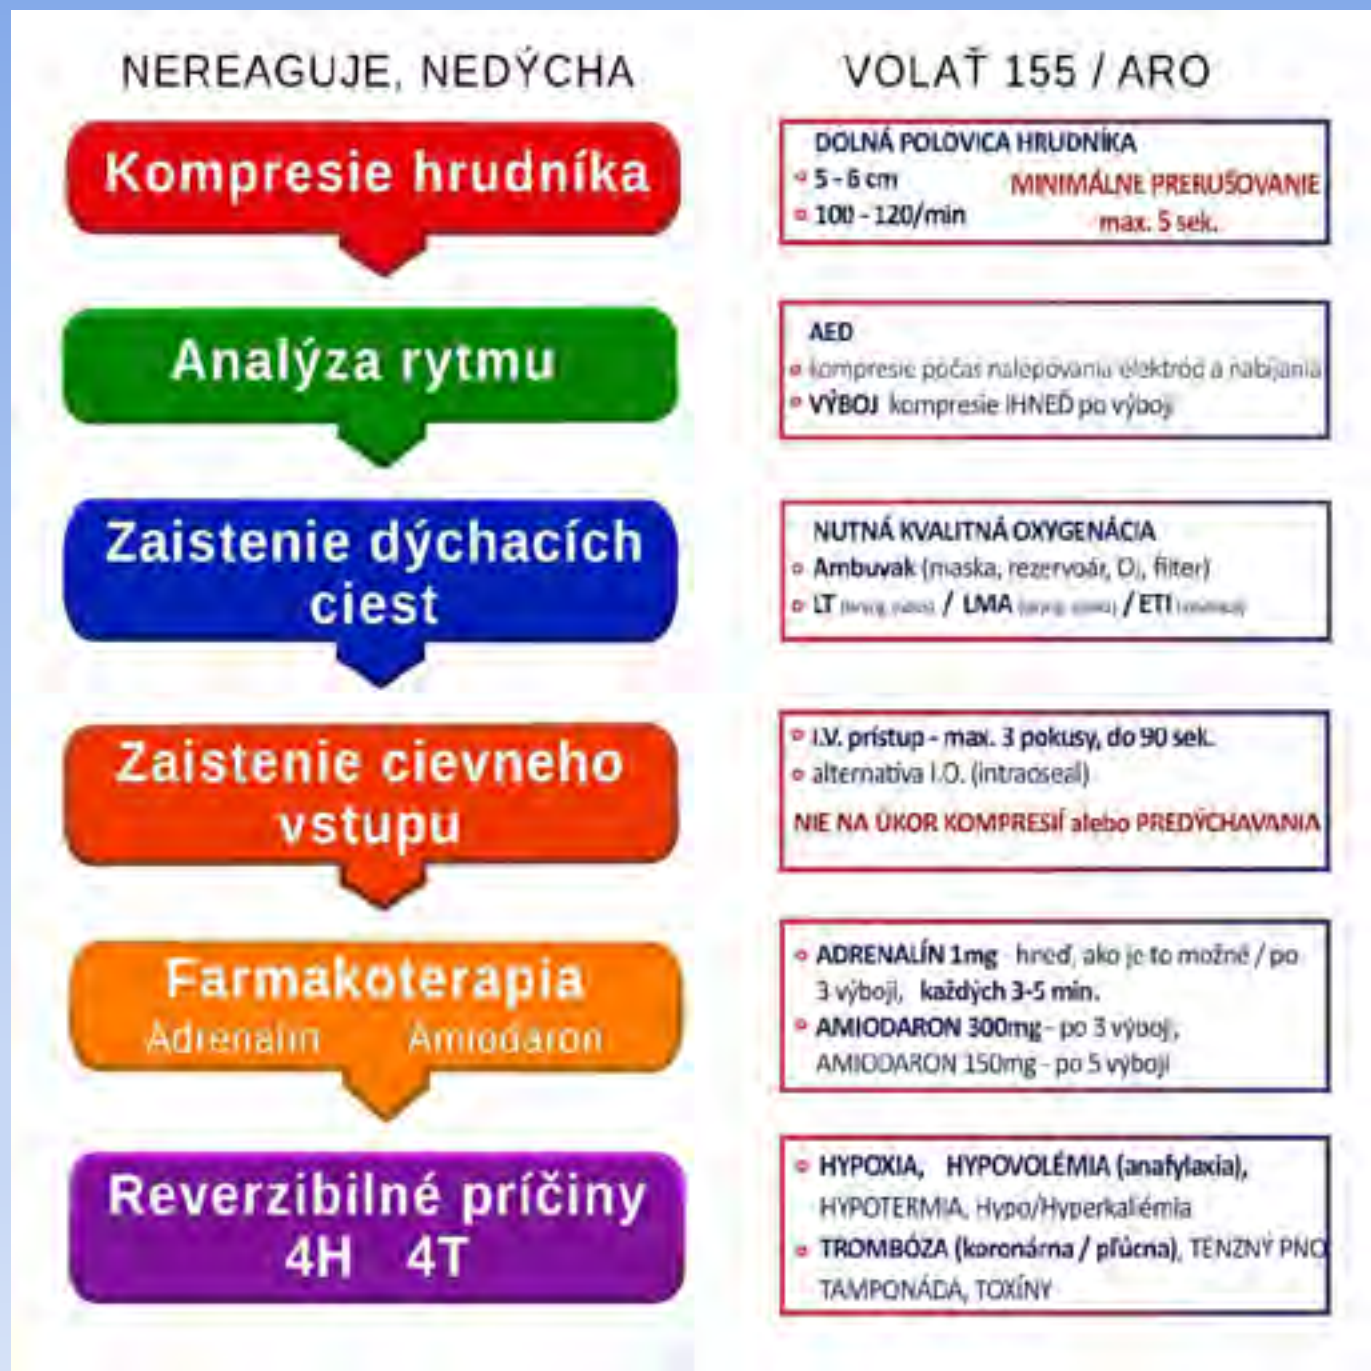 NEREAGUJE, NEDÝCHA
VOLAŤ 155 / ARO
Kompresie hrudníka
DOLNÁ POLOVICA HRUDNÍKA
5 - 6 cm
MINIMÁLNE PRERUŠOVANIE
100 - 120/min
max. 5 sek.
Analýza rytmu
AED
kompresie počas nalepovania elektród a nabíjania
VÝBOJ kompresie IHNEĎ po výboji
Zaistenie dýchacích
ciest
NUTNÁ KVALITNÁ OXYGENÁCIA
Ambuvak (maska, rezervoár, O₂, filter)
LT / LMA / ETI
Zaistenie cievneho
vstupu
I.V. prístup - max. 3 pokusy, do 90 sek.
alternatíva I.O. (intraoseal)
NIE NA ÚKOR KOMPRESIÍ alebo PREDÝCHAVANIA
Farmakoterapia
Adrenalín Amiodaron
ADRENALÍN 1mg - hneď, ako je to možné / po
3 výboji, každých 3-5 min.
AMIODARON 300mg - po 3 výboji,
AMIODARON 150mg - po 5 výboji
Reverzibilné príčiny
4H 4T
HYPOXIA, HYPOVOLÉMIA (anafylaxia),
HYPOTERMIA, Hypo/Hyperkaliémia
TROMBÓZA (koronárna / pľúcna), TENZNÝ PNO
TAMPONÁDA, TOXÍNY